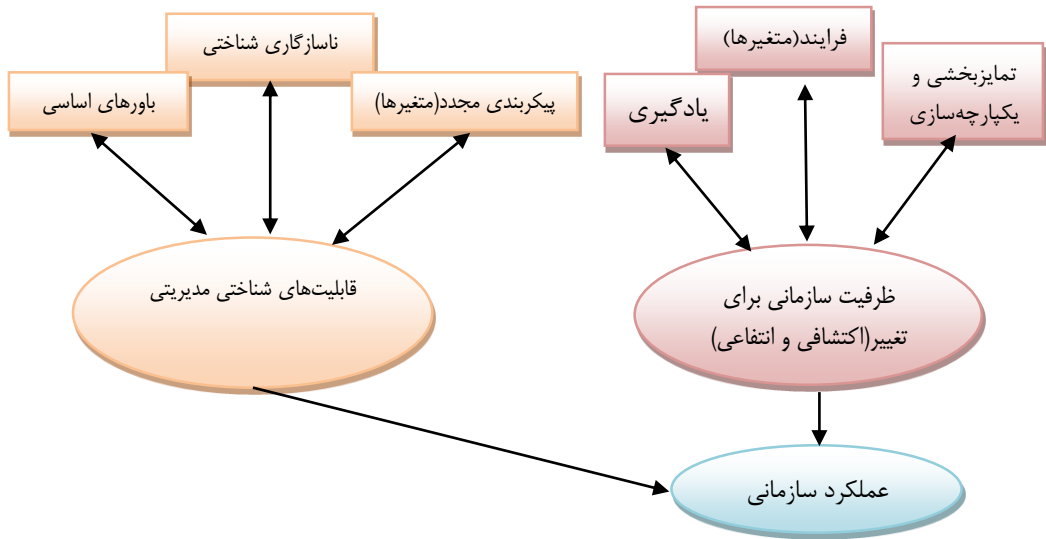 فرایند(متغیرها)
تمایزبخشی و
یکپارچه‌سازی
یادگیری
ناسازگاری شناختی
پیکربندی مجدد(متغیرها)
باورهای اساسی
ظرفیت سازمانی برای
تغییر(اکتشافی و انتفاعی)
قابلیت‌های شناختی مدیریتی
عملکرد سازمانی